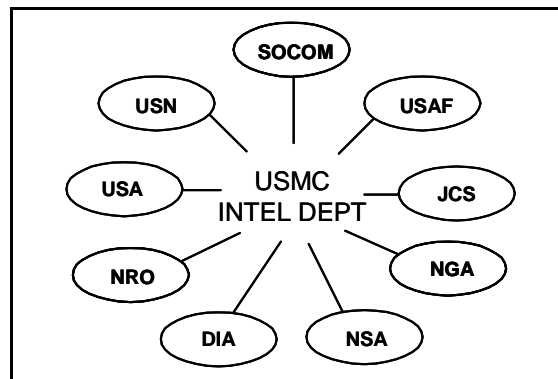 SOCOM
USN
USAF
USA
USMC
INTEL DEPT
JCS
NRO
NGA
DIA
NSA